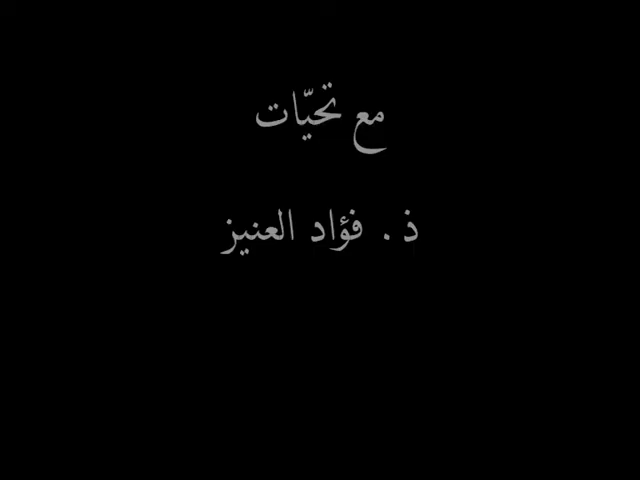 مع تحيّات
ذ . فؤاد العنيز